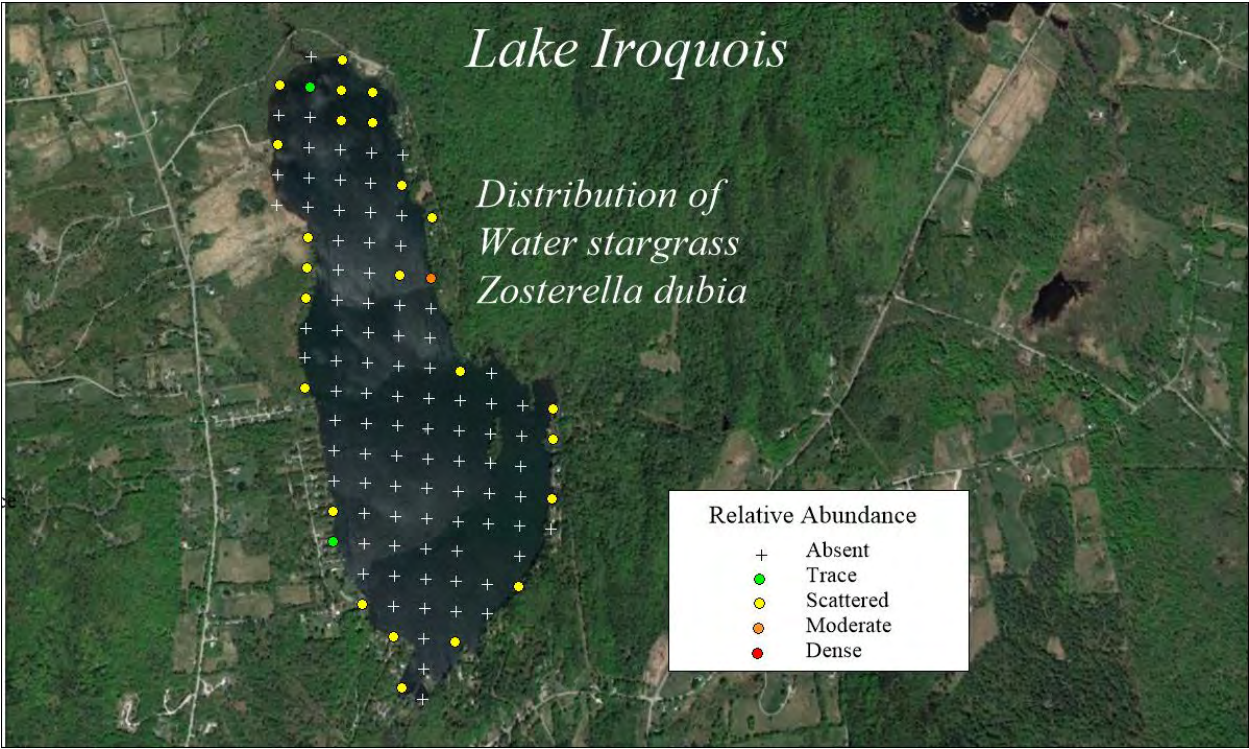 Lake Iroquois
Distribution of
Water stargrass
Zosterella dubia
Relative Abundance
Absent
Trace
Scattered
Moderate
Dense